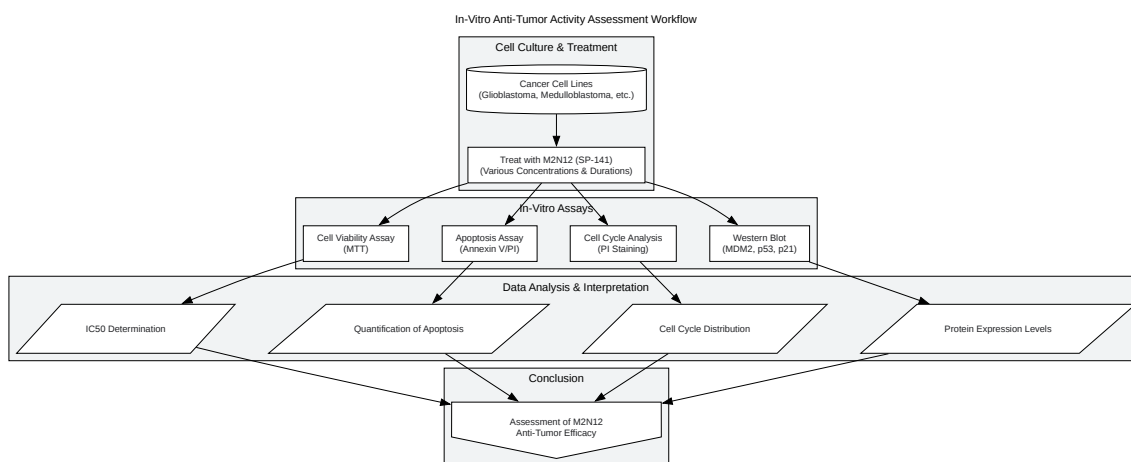 In-Vitro Anti-Tumor Activity Assessment Workflow
Cell Culture & Treatment
Cancer Cell Lines
(Glioblastoma, Medulloblastoma, etc.)
Treat with M2N12 (SP-141)
(Various Concentrations & Durations)
In-Vitro Assays
Cell Viability Assay
(MTT)
Apoptosis Assay
(Annexin V/PI)
Cell Cycle Analysis
(PI Staining)
Western Blot
(MDM2, p53, p21)
Data Analysis & Interpretation
IC50 Determination
Quantification of Apoptosis
Cell Cycle Distribution
Protein Expression Levels
Conclusion
Assessment of M2N12
Anti-Tumor Efficacy